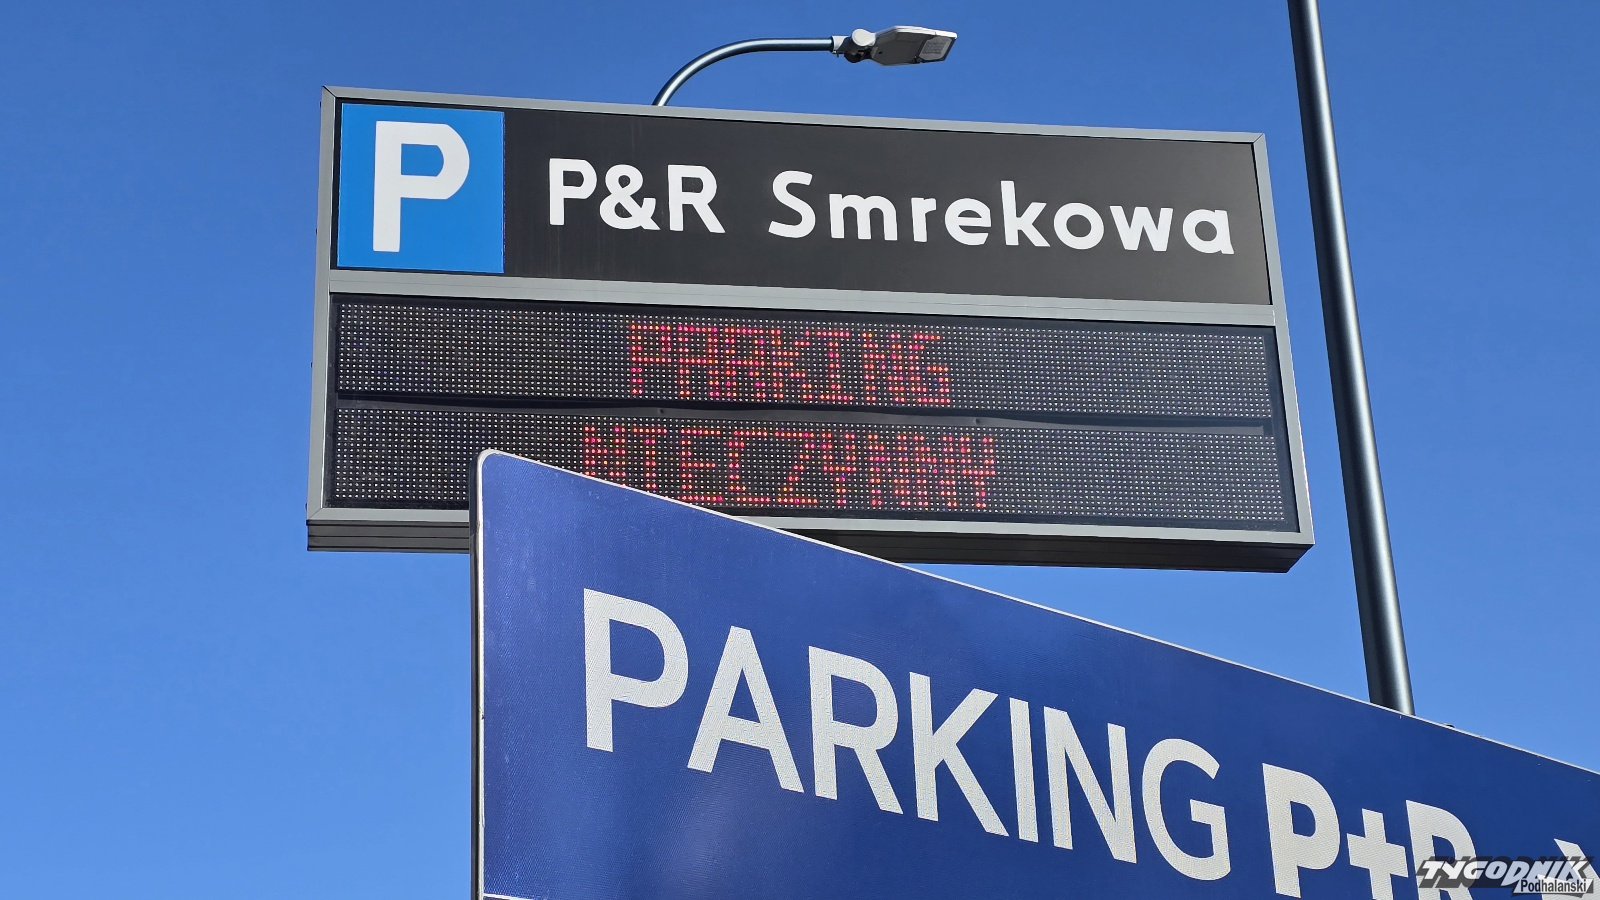 P
P&R Smrekowa
PARKING
NIECZYNNY
PARKING P+R
TYGODNIK
Podhalański